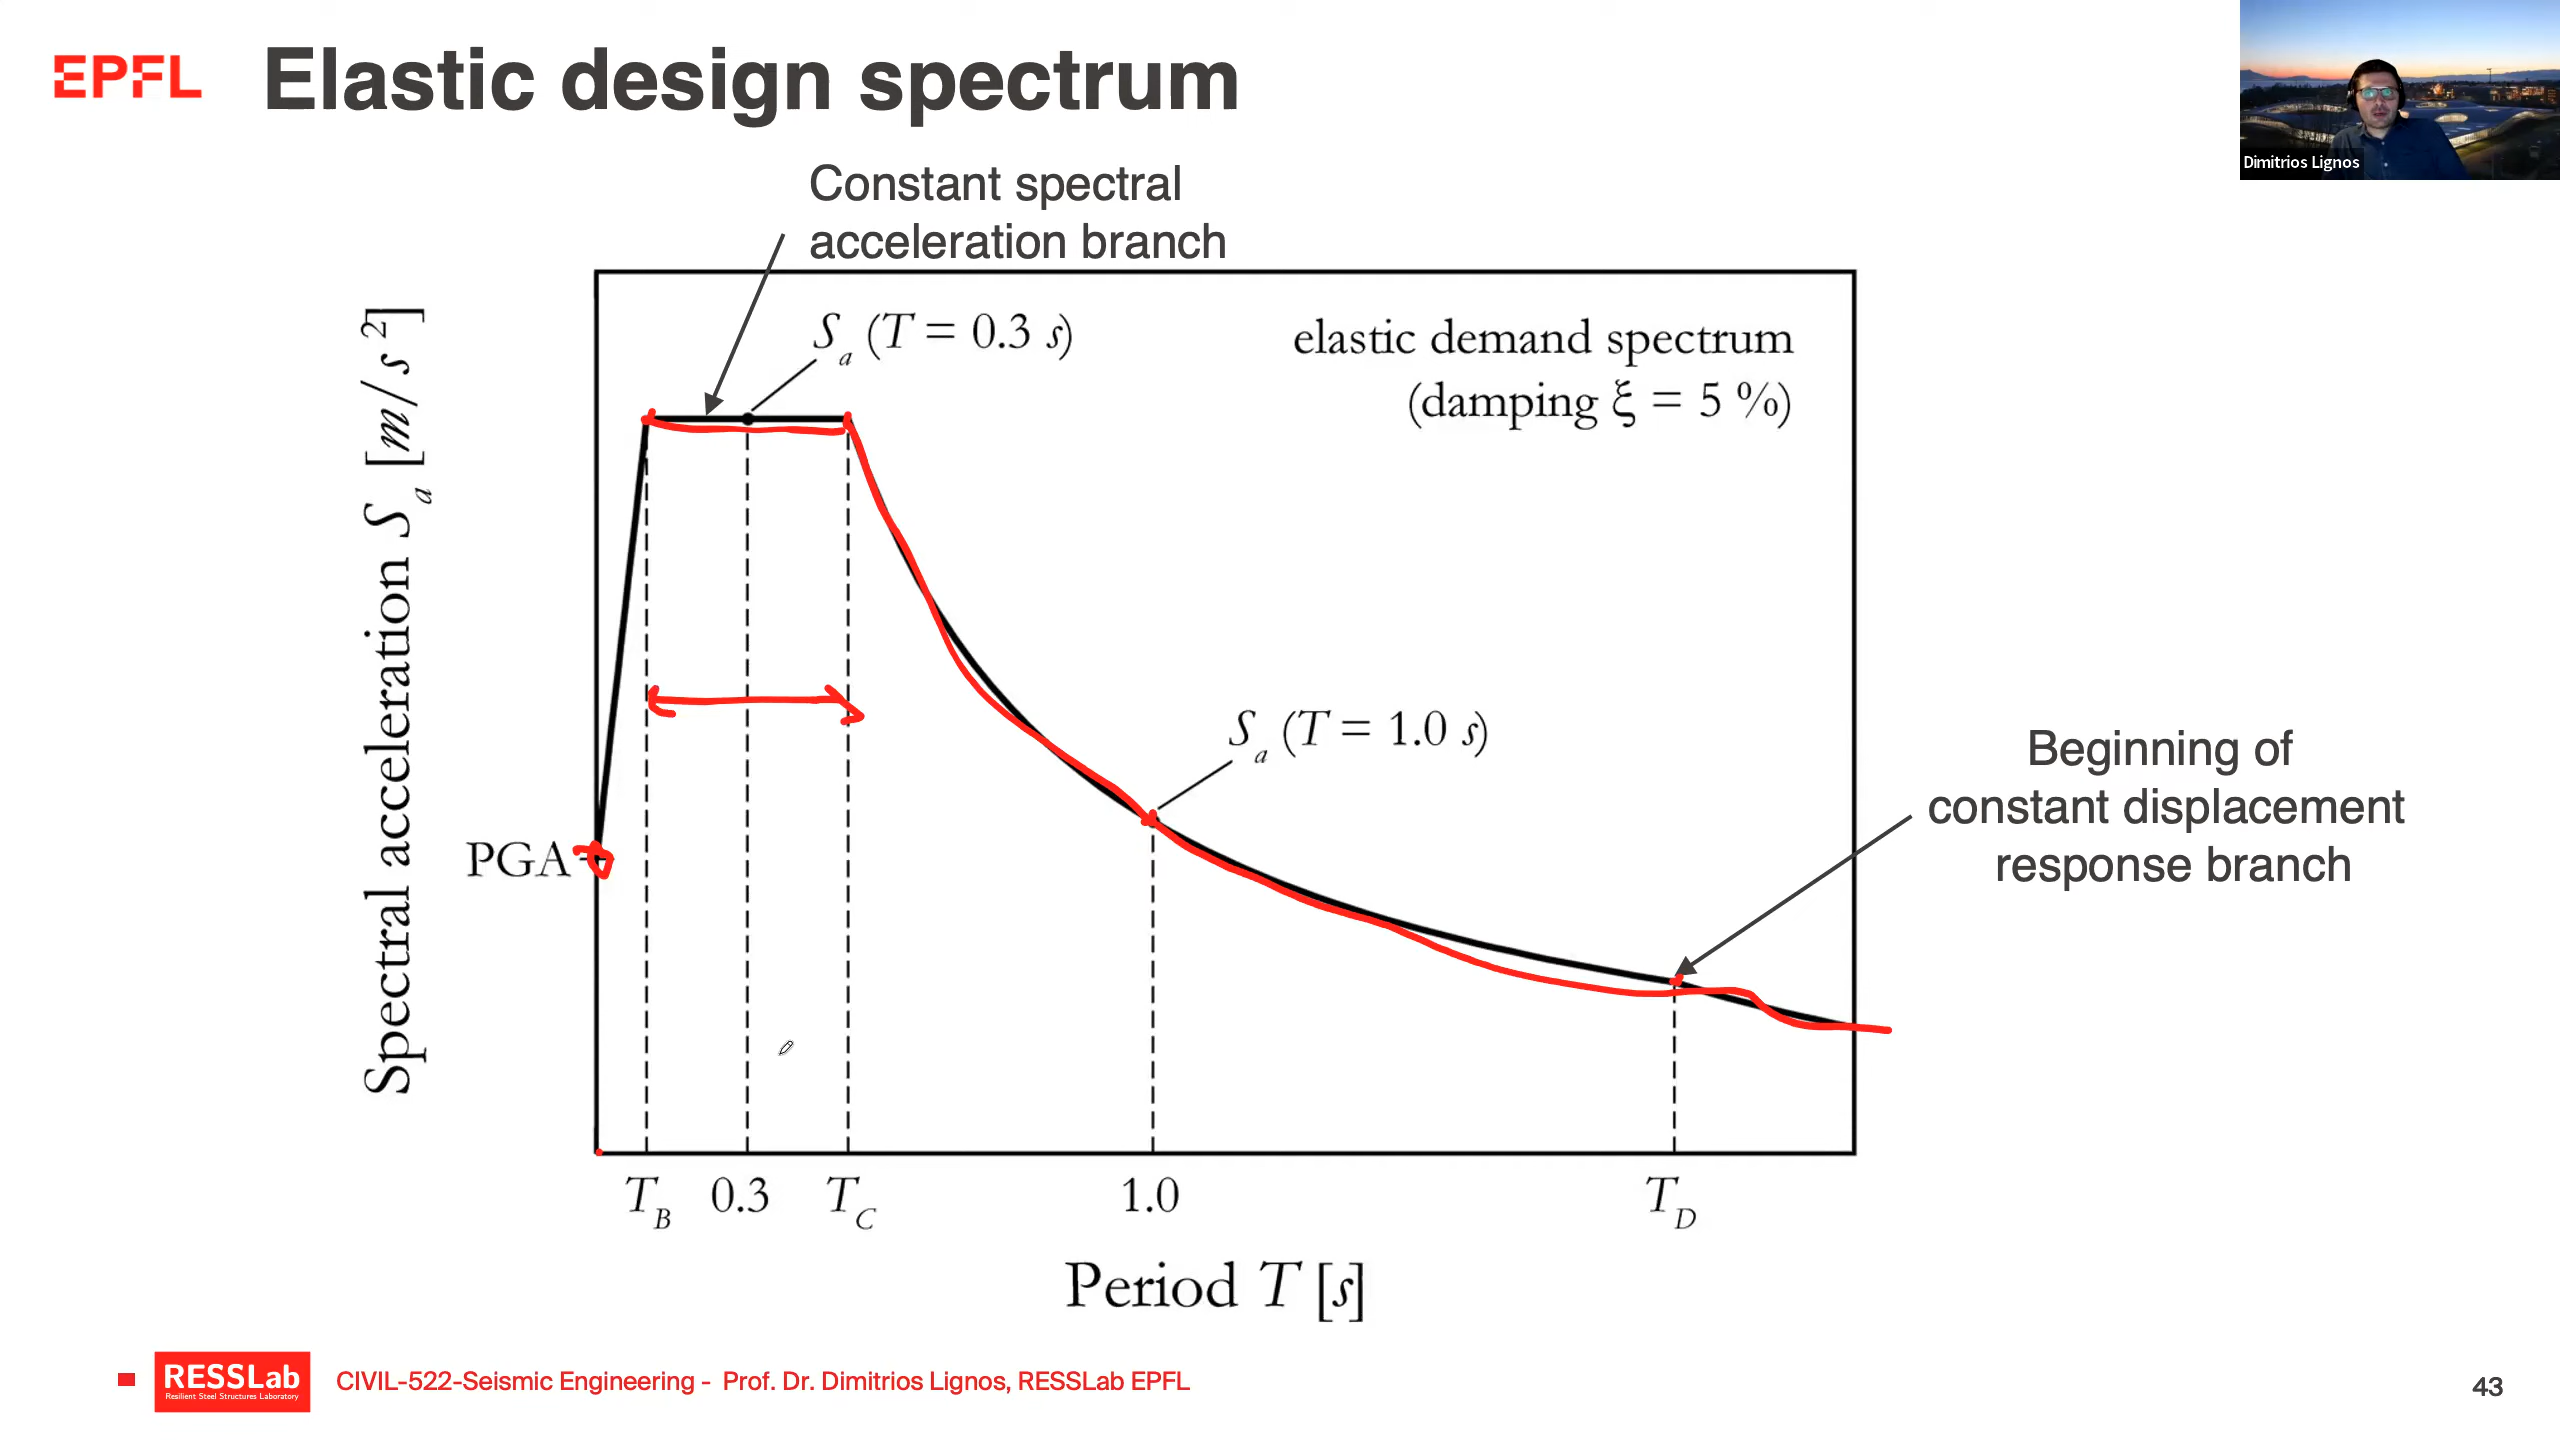 EPFL
Elastic design spectrum
Dimitrios Lignos
Constant spectral
acceleration branch
S_a (T = 0.3 s)
elastic demand spectrum
(damping ξ = 5 %)
Spectral acceleration S_a [m/s²]
S_a (T = 1.0 s)
Beginning of
constant displacement
response branch
PGA
T_B 0.3 T_C 1.0 T_D
Period T [s]
RESSLab
Resilient Steel Structures Laboratory
CIVIL-522-Seismic Engineering - Prof. Dr. Dimitrios Lignos, RESSLab EPFL
43